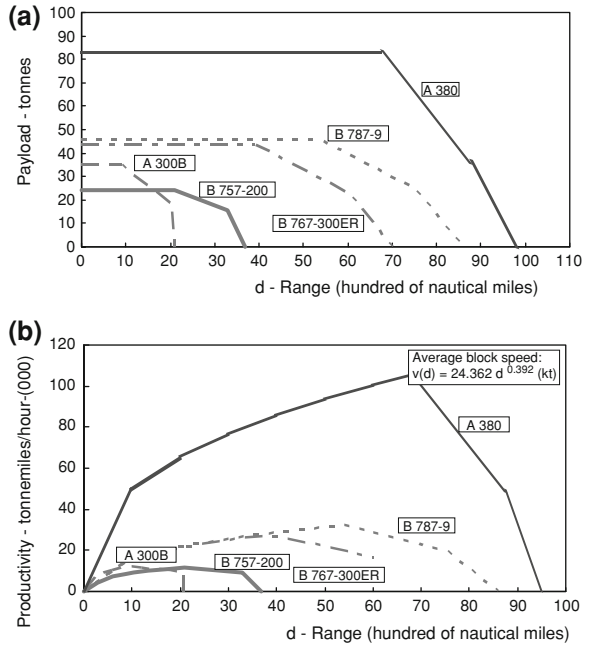 (a)
100
90
80
70
60
50
40
30
20
10
0
Payload - tonnes
A 380
B 787-9
A 300B
B 757-200
B 767-300ER
0 10 20 30 40 50 60 70 80 90 100 110
d - Range (hundred of nautical miles)
(b)
120
100
80
60
40
20
0
Productivity - tonnemiles/hour-(000)
Average block speed:
v(d) = 24.362 d 0.392 (kt)
A 380
B 787-9
A 300B
B 757-200
B 767-300ER
0 10 20 30 40 50 60 70 80 90 100
d - Range (hundred of nautical miles)